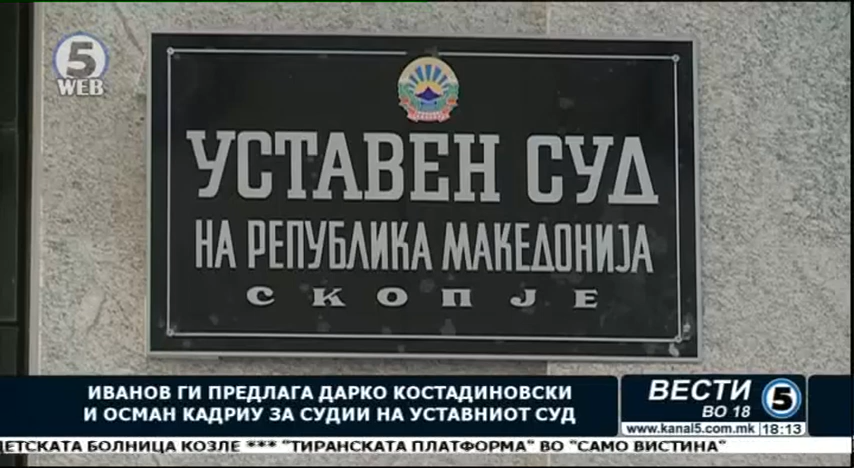 5
WEB
УСТАВЕН СУД
НА РЕПУБЛИКА МАКЕДОНИЈА
СКОПЈЕ
ИВАНОВ ГИ ПРЕДЛАГА ДАРКО КОСТАДИНОВСКИ
И ОСМАН КАДРИУ ЗА СУДИИ НА УСТАВНИОТ СУД
ВЕСТИ
ВО 18
5
www.kanal5.com.mk 18:13
ДЕТСКАТА БОЛНИЦА КОЗЛЕ *** "ТИРАНСКАТА ПЛАТФОРМА" ВО "САМО ВИСТИНА"